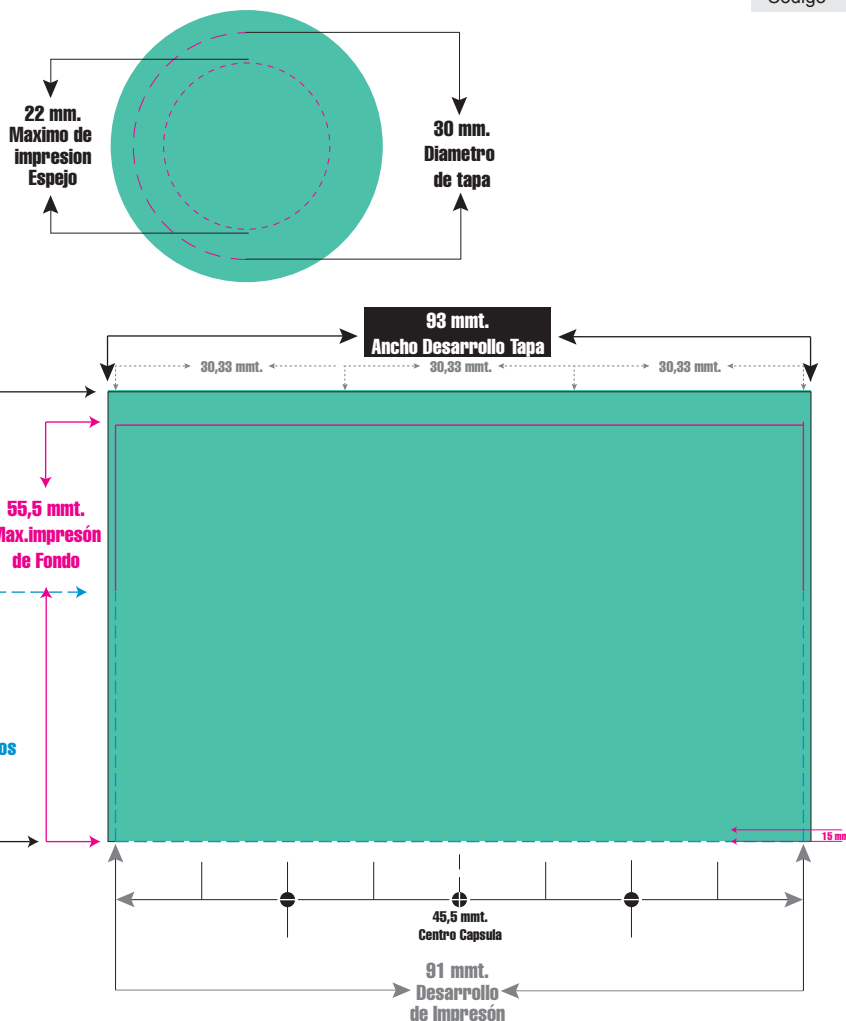 Código
22 mm.
Maximo de
impresion
Espejo
30 mm.
Diametro
de tapa
93 mmt.
Ancho Desarrollo Tapa
30,33 mmt.
30,33 mmt.
30,33 mmt.
55,5 mmt.
Max.impresón
de Fondo
os
15 mm
45,5 mmt.
Centro Capsula
91 mmt.
Desarrollo
de Impresón